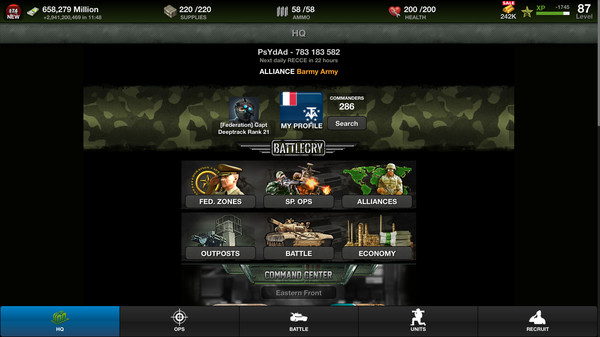 174
NEW
658,279 Million
+2,941,200,469 in 11:48
220 /220
SUPPLIES
58 /58
AMMO
200 /200
HEALTH
SALE
242K
XP -1745
87
Level
HQ
PsYdAd - 783 183 582
Next daily RECCE in 22 hours
ALLIANCE Barmy Army
[Federation] Capt
Deeptrack Rank 21
MY PROFILE
COMMANDERS
286
Search
BATTLECRY
FED. ZONES
SP. OPS
ALLIANCES
OUTPOSTS
BATTLE
ECONOMY
COMMAND CENTER
Eastern Front
HQ
OPS
BATTLE
UNITS
RECRUIT